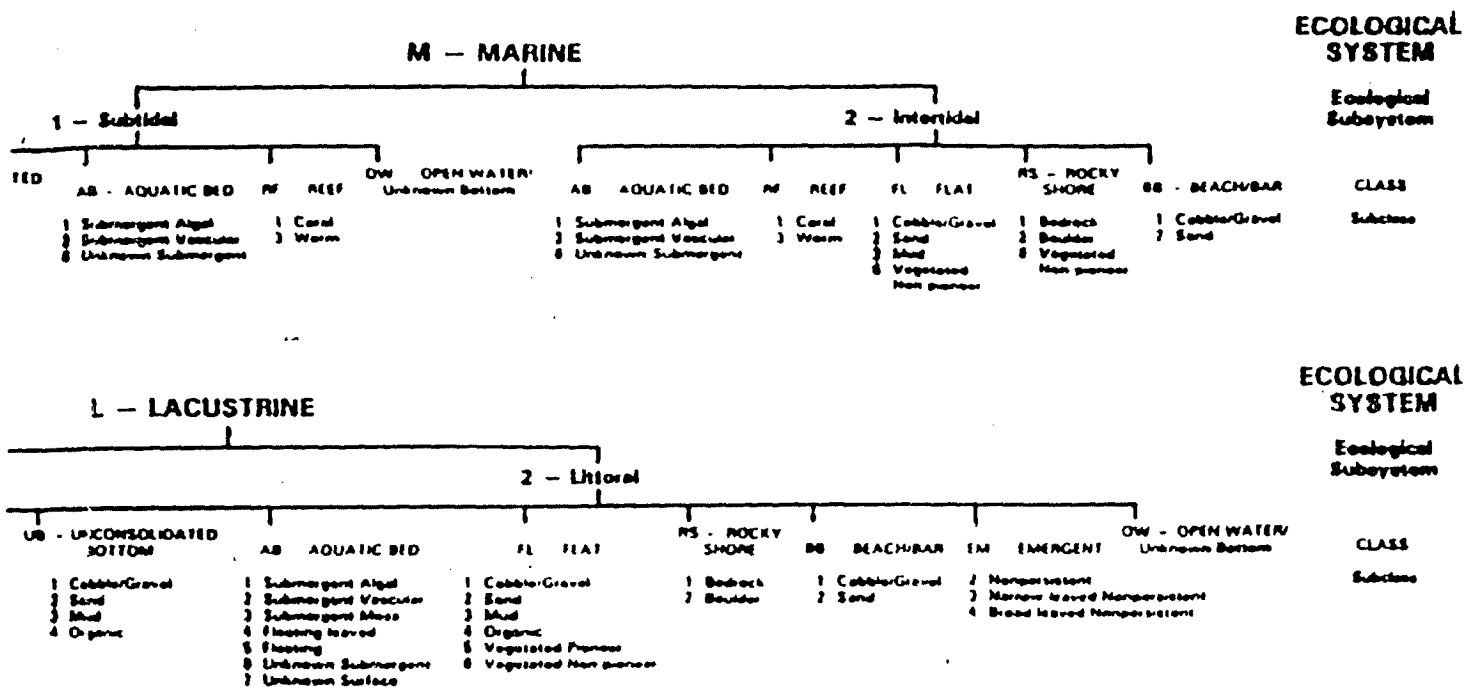 ECOLOGICAL
SYSTEM
M — MARINE
Ecological
Subsystem
1 — Subtidal
2 — Intertidal
TED
AB - AQUATIC BED
RF REEF
OW OPEN WATER/
Unknown Bottom
AB AQUATIC BED
RF REEF
FL FLAT
RS - ROCKY
SHORE
BB - BEACH/BAR
CLASS
1 Submergent Algal
2 Submergent Vascular
6 Unknown Submergent
1 Coral
3 Worm
1 Submergent Algal
2 Submergent Vascular
6 Unknown Submergent
1 Coral
3 Worm
1 Cobble/Gravel
2 Sand
3 Mud
6 Vegetated
Non pioneer
1 Bedrock
2 Boulder
6 Vegetated
Non pioneer
1 Cobble/Gravel
2 Sand
Subclass
ECOLOGICAL
SYSTEM
L — LACUSTRINE
Ecological
Subsystem
2 — Littoral
UB - UNCONSOLIDATED
BOTTOM
AB AQUATIC BED
FL FLAT
RS - ROCKY
SHORE
BB BEACH/BAR
EM EMERGENT
OW - OPEN WATER/
Unknown Bottom
CLASS
1 Cobble/Gravel
2 Sand
3 Mud
4 Organic
1 Submergent Algal
2 Submergent Vascular
3 Submergent Moss
4 Floating leaved
5 Floating
6 Unknown Submergent
7 Unknown Surface
1 Cobble/Gravel
2 Sand
3 Mud
4 Organic
5 Vegetated Pioneer
6 Vegetated Non pioneer
1 Bedrock
2 Boulder
1 Cobble/Gravel
2 Sand
2 Nonpersistent
3 Narrow leaved Nonpersistent
4 Broad leaved Nonpersistent
Subclass